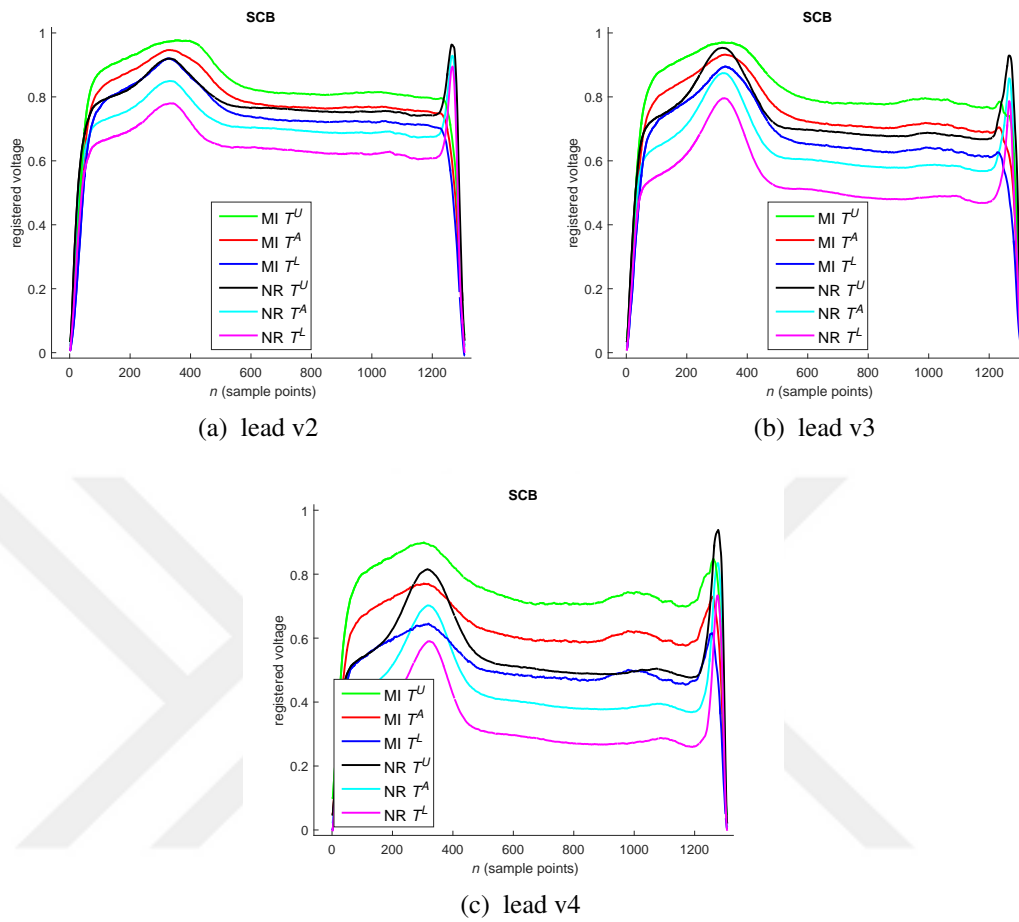 SCB
1
0.8
0.6
0.4
0.2
0
registered voltage
MI T^U
MI T^A
MI T^L
NR T^U
NR T^A
NR T^L
0 200 400 600 800 1000 1200
n (sample points)
(a) lead v2
SCB
1
0.8
0.6
0.4
0.2
0
registered voltage
MI T^U
MI T^A
MI T^L
NR T^U
NR T^A
NR T^L
0 200 400 600 800 1000 1200
n (sample points)
(b) lead v3
SCB
1
0.8
0.6
0.4
0.2
0
registered voltage
MI T^U
MI T^A
MI T^L
NR T^U
NR T^A
NR T^L
0 200 400 600 800 1000 1200
n (sample points)
(c) lead v4